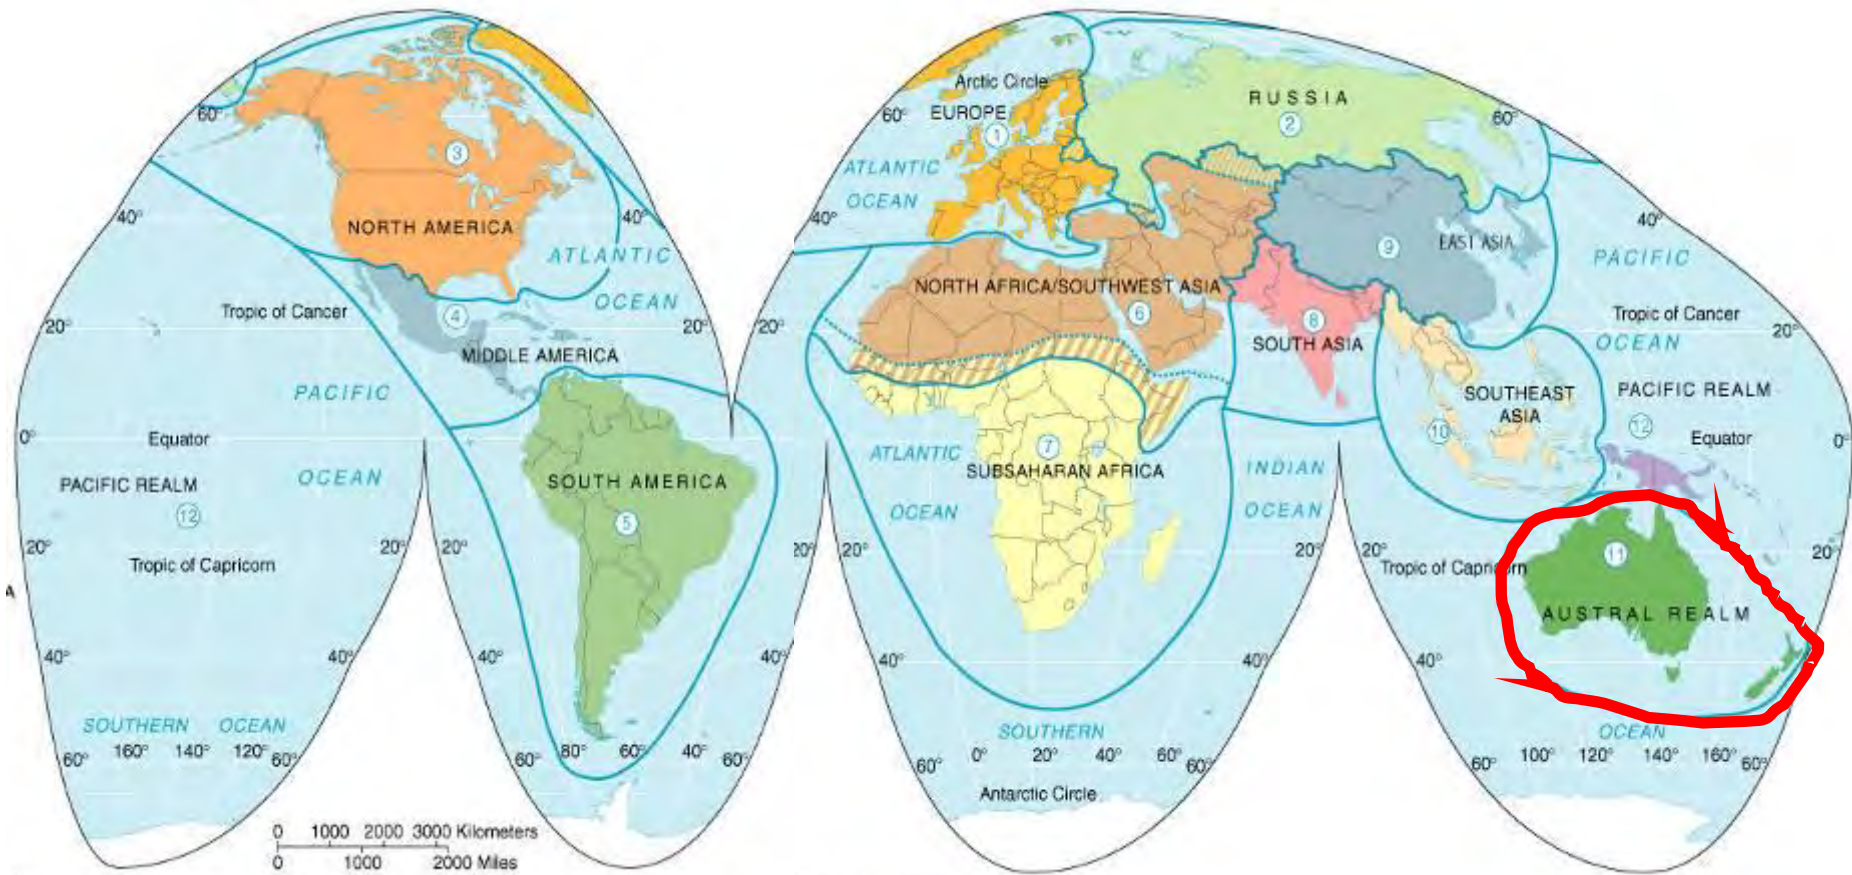 Arctic Circle
RUSSIA
2
60°
60°
EUROPE
1
60°
3
ATLANTIC
OCEAN
40°
NORTH AMERICA
40°
40°
40°
EAST ASIA
9
ATLANTIC
OCEAN
PACIFIC
OCEAN
NORTH AFRICA/SOUTHWEST ASIA
6
Tropic of Cancer
4
Tropic of Cancer
20°
20°
20°
20°
8
SOUTH ASIA
MIDDLE AMERICA
PACIFIC
OCEAN
SOUTHEAST
ASIA
10
PACIFIC REALM
12
Equator
0°
Equator
0°
ATLANTIC
OCEAN
7
SUBSAHARAN AFRICA
INDIAN
OCEAN
PACIFIC REALM
12
SOUTH AMERICA
5
20°
Tropic of Capricorn
20°
20°
20°
20°
20°
20°
Tropic of Capricorn
20°
11
AUSTRAL REALM
40°
40°
40°
40°
40°
40°
40°
SOUTHERN OCEAN
160° 140° 120°
60°
60°
60°
80° 60° 40°
60°
SOUTHERN
0° 20° 40° 60°
60°
60°
OCEAN
100° 120° 140° 160°
60°
60°
Antarctic Circle
0 1000 2000 3000 Kilometers
0 1000 2000 Miles